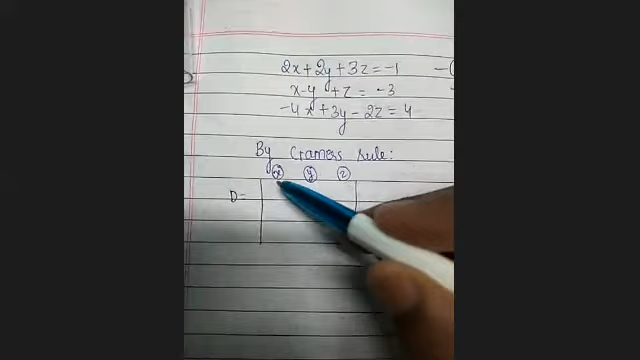 2x+2y+3z=-1
x-y+z=-3
-4x+3y-2z=4
By Cramers rule:
x y z
D=